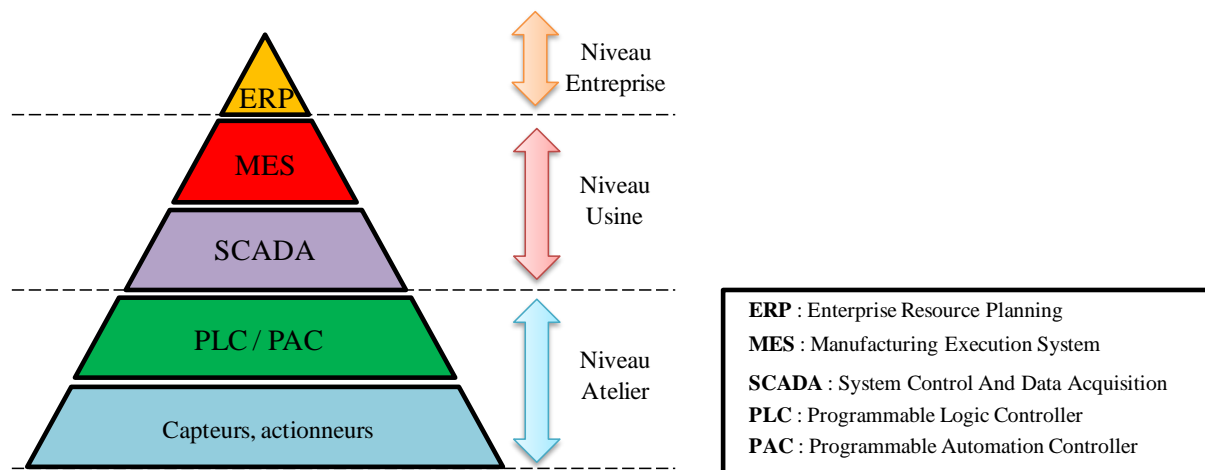 ERP
MES
SCADA
PLC / PAC
Capteurs, actionneurs
Niveau
Entreprise
Niveau
Usine
Niveau
Atelier
ERP : Enterprise Resource Planning
MES : Manufacturing Execution System
SCADA : System Control And Data Acquisition
PLC : Programmable Logic Controller
PAC : Programmable Automation Controller